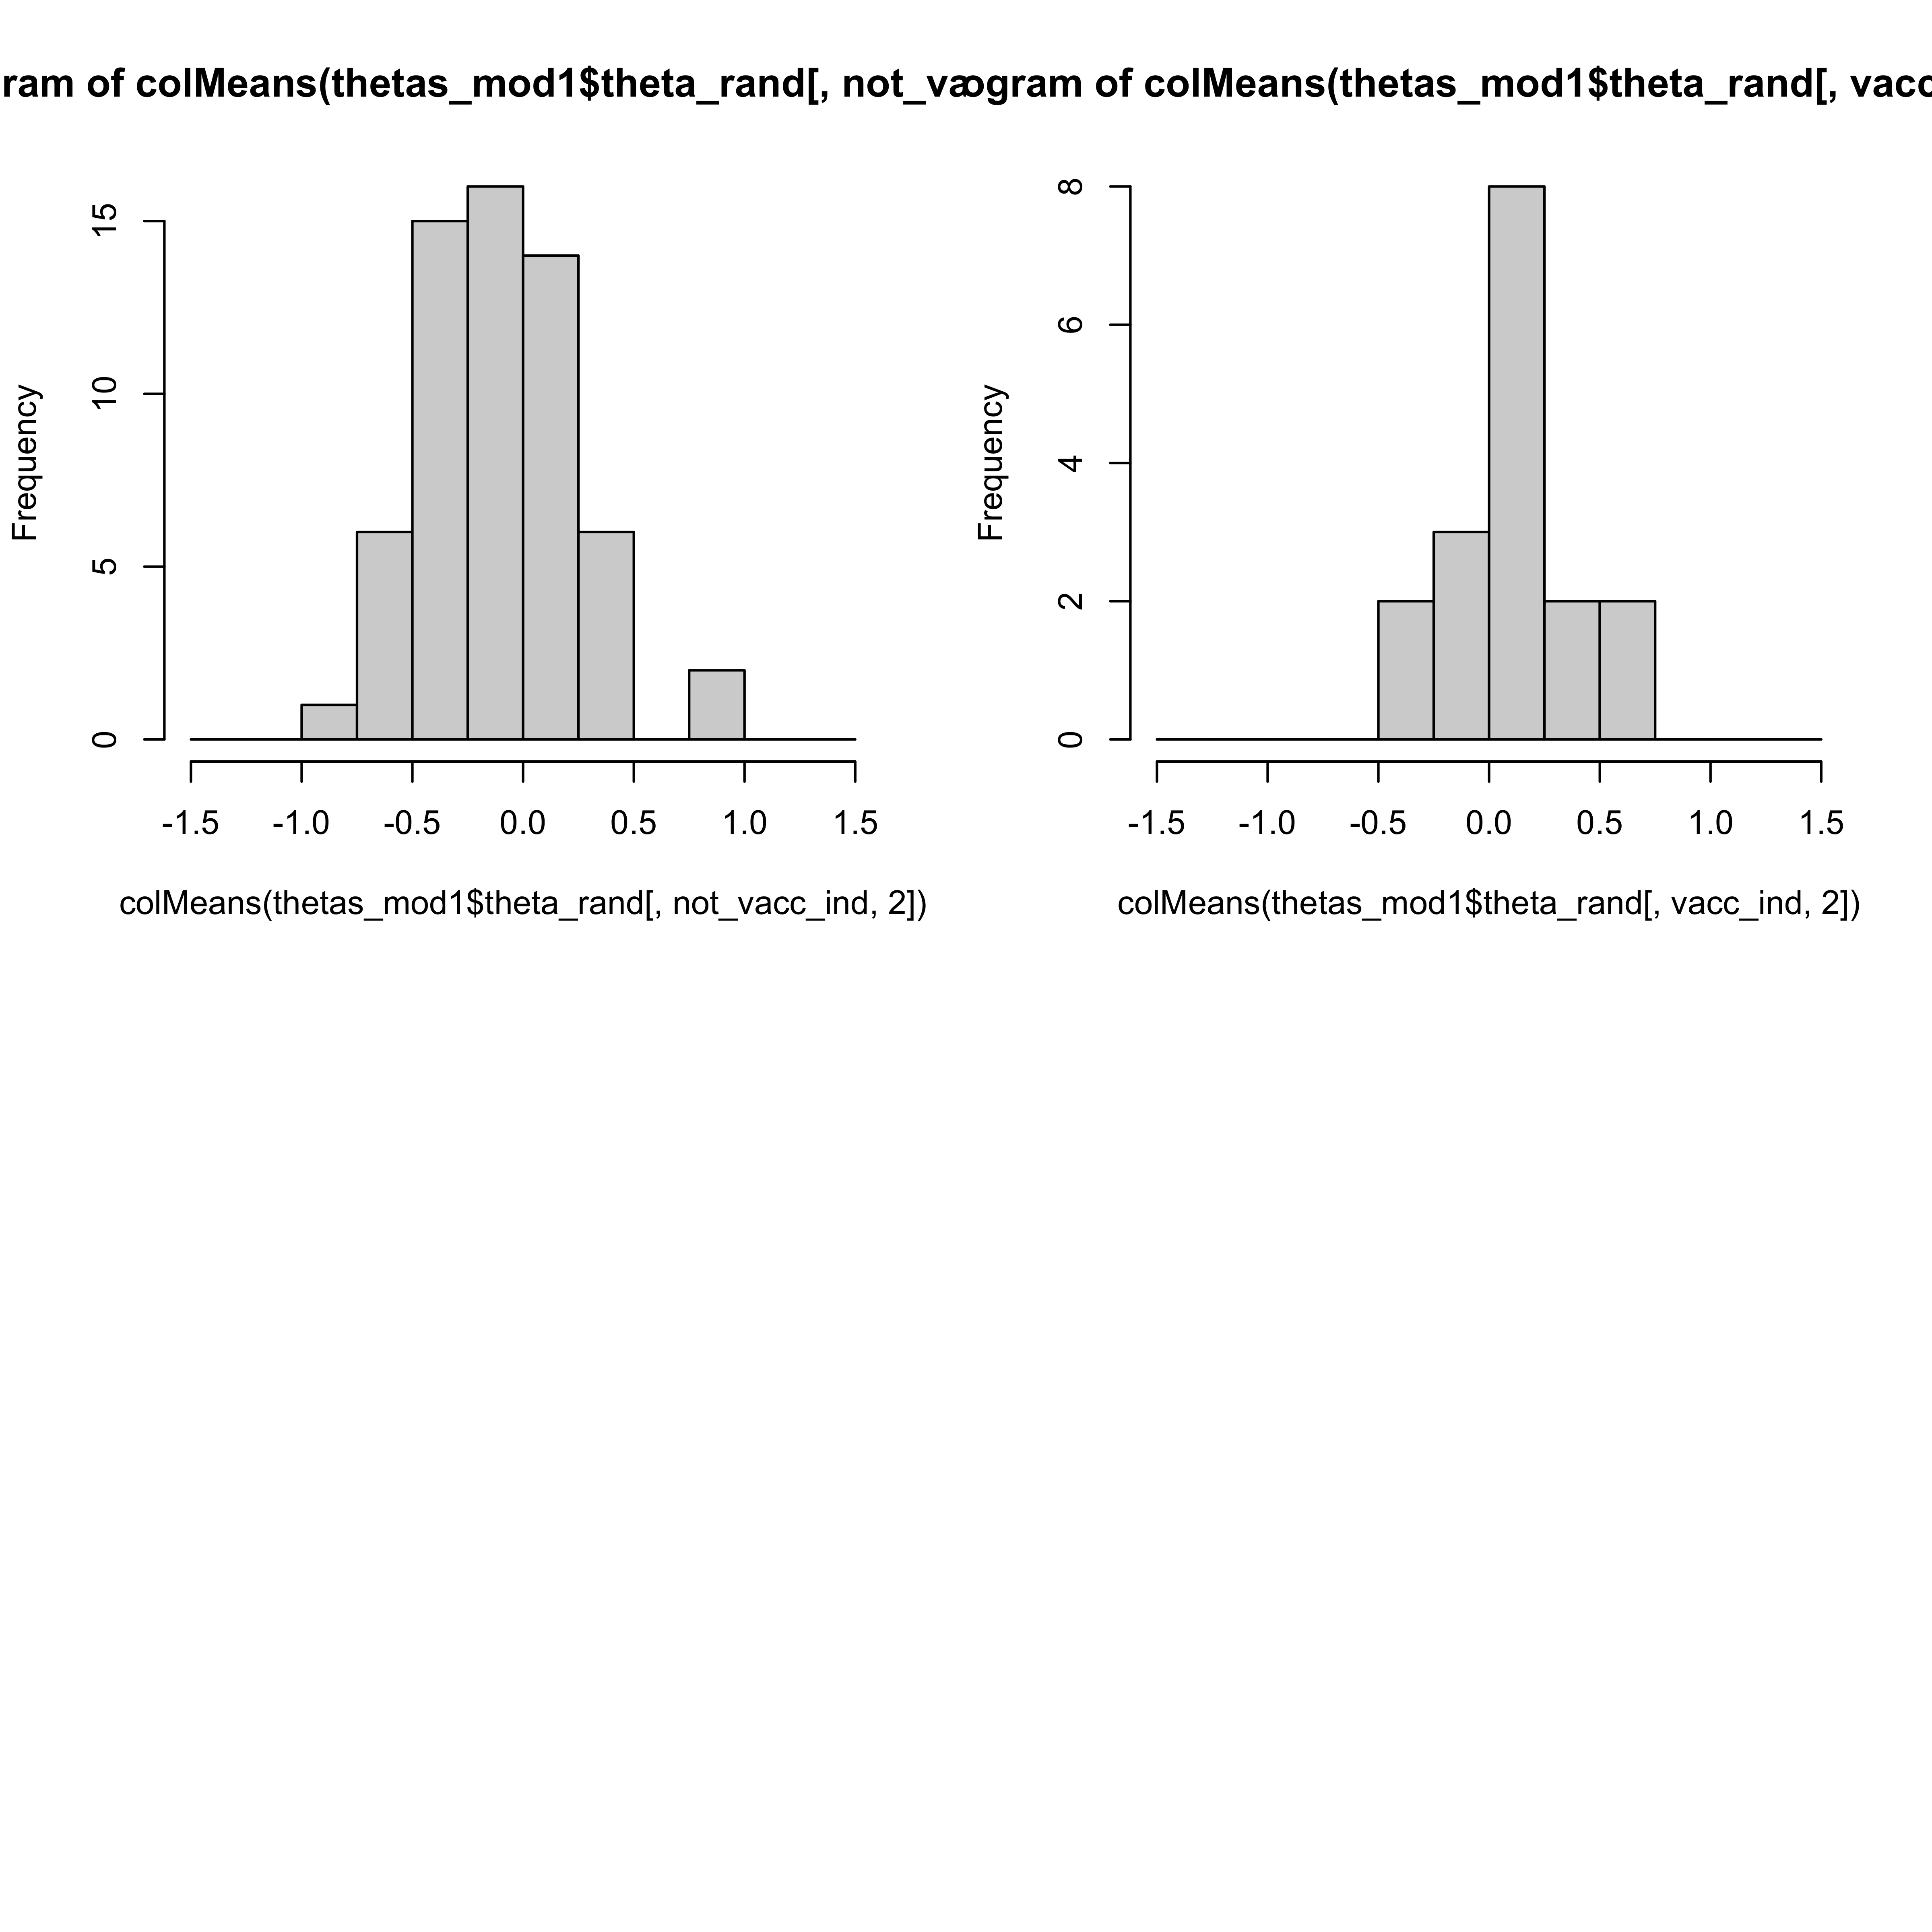 ram of colMeans(thetas_mod1$theta_rand[, not_va
ogram of colMeans(thetas_mod1$theta_rand[, vacc
Frequency
15
10
5
0
-1.5 -1.0 -0.5 0.0 0.5 1.0 1.5
colMeans(thetas_mod1$theta_rand[, not_vacc_ind, 2])
Frequency
8
6
4
2
0
-1.5 -1.0 -0.5 0.0 0.5 1.0 1.5
colMeans(thetas_mod1$theta_rand[, vacc_ind, 2])